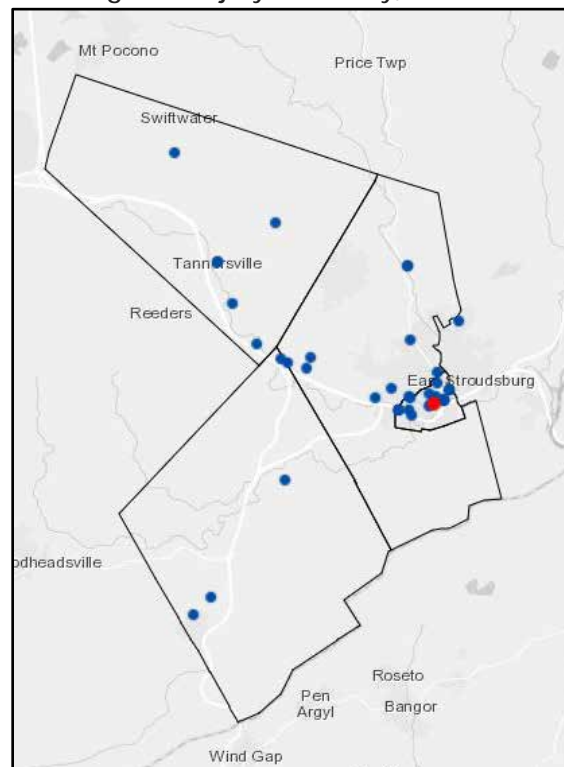 Mt Pocono
Price Twp
Swiftwater
Tannersville
Reeders
East Stroudsburg
odheadsville
Roseto
Pen
Argyl
Bangor
Wind Gap